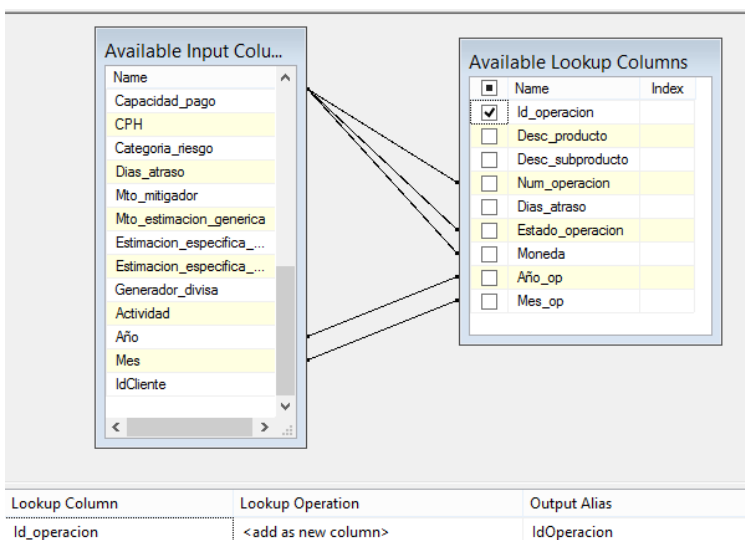 Available Input Colu...
Name
Capacidad_pago
CPH
Categoria_riesgo
Dias_atraso
Mto_mitigador
Mto_estimacion_generica
Estimacion_especifica_...
Estimacion_especifica_...
Generador_divisa
Actividad
Año
Mes
IdCliente
Available Lookup Columns
Name Index
Id_operacion
Desc_producto
Desc_subproducto
Num_operacion
Dias_atraso
Estado_operacion
Moneda
Año_op
Mes_op
Lookup Column Lookup Operation Output Alias
Id_operacion <add as new column> IdOperacion